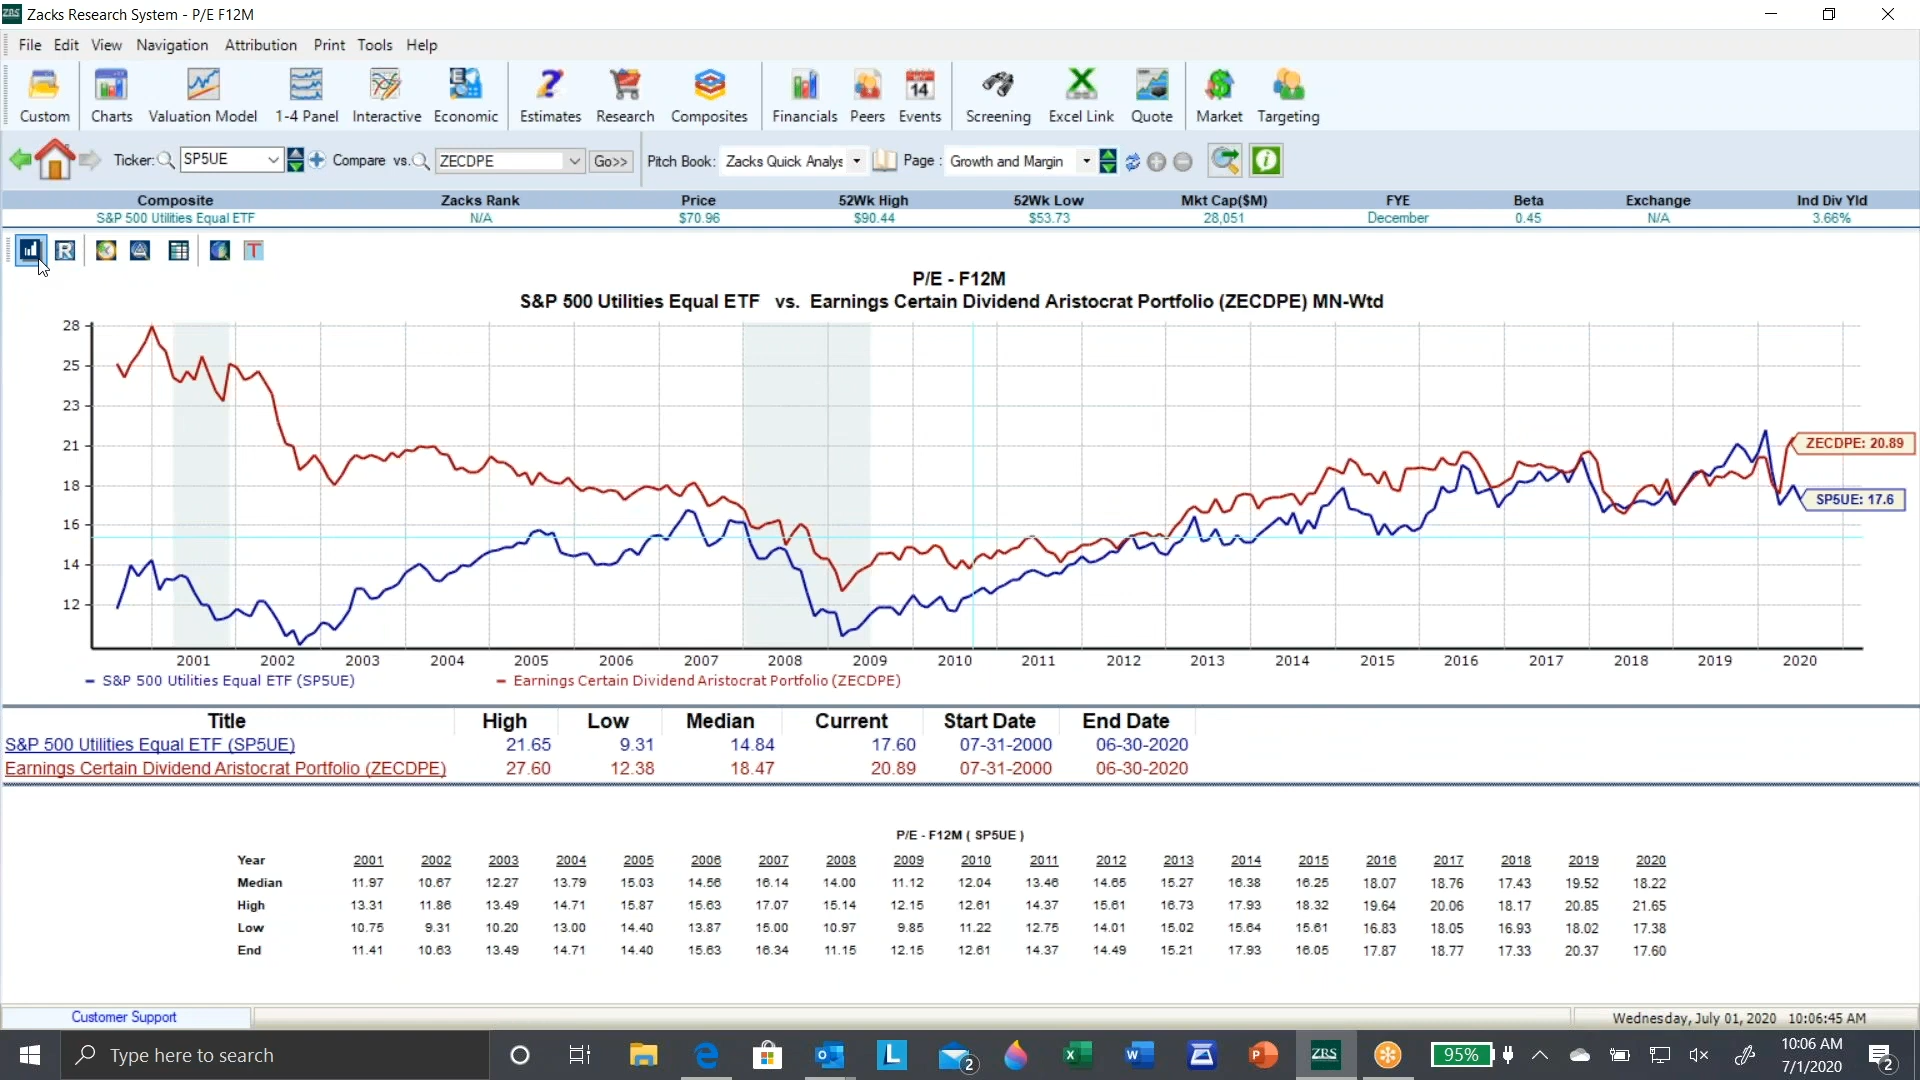 ZRS Zacks Research System - P/E F12M
File Edit View Navigation Attribution Print Tools Help
Custom Charts Valuation Model 1-4 Panel Interactive Economic Estimates Research Composites Financials Peers Events Screening Excel Link Quote Market Targeting
Ticker: SP5UE Compare vs. ZECDPE Go>> Pitch Book: Zacks Quick Analys Page : Growth and Margin
Composite Zacks Rank Price 52Wk High 52Wk Low Mkt Cap($M) FYE Beta Exchange Ind Div Yld
S&P 500 Utilities Equal ETF N/A $70.96 $90.44 $53.73 28,051 December 0.45 N/A 3.66%
P/E - F12M
S&P 500 Utilities Equal ETF vs. Earnings Certain Dividend Aristocrat Portfolio (ZECDPE) MN-Wtd
28
25
23
21
18
16
14
12
ZECDPE: 20.89
SP5UE: 17.6
2001 2002 2003 2004 2005 2006 2007 2008 2009 2010 2011 2012 2013 2014 2015 2016 2017 2018 2019 2020
S&P 500 Utilities Equal ETF (SP5UE) Earnings Certain Dividend Aristocrat Portfolio (ZECDPE)
Title High Low Median Current Start Date End Date
S&P 500 Utilities Equal ETF (SP5UE) 21.65 9.31 14.84 17.60 07-31-2000 06-30-2020
Earnings Certain Dividend Aristocrat Portfolio (ZECDPE) 27.60 12.38 18.47 20.89 07-31-2000 06-30-2020
P/E - F12M ( SP5UE )
Year 2001 2002 2003 2004 2005 2006 2007 2008 2009 2010 2011 2012 2013 2014 2015 2016 2017 2018 2019 2020
Median 11.97 10.67 12.27 13.79 15.03 14.56 16.14 14.00 11.12 12.04 13.46 14.65 15.27 16.38 16.25 18.07 18.76 17.43 19.52 18.22
High 13.31 11.86 13.49 14.71 15.87 15.63 17.07 15.14 12.15 12.61 14.37 15.61 16.73 17.93 18.32 19.64 20.06 18.17 20.85 21.65
Low 10.75 9.31 10.20 13.00 14.40 13.87 15.00 10.97 9.85 11.22 12.75 14.01 15.02 15.64 15.61 16.83 18.05 16.93 18.02 17.38
End 11.41 10.63 13.49 14.71 14.40 15.63 16.34 11.15 12.15 12.61 14.37 14.49 15.21 17.93 16.05 17.87 18.77 17.33 20.37 17.60
Customer Support Wednesday, July 01, 2020 10:06:45 AM
Type here to search 2 ZRS 95% 10:06 AM
7/1/2020 2